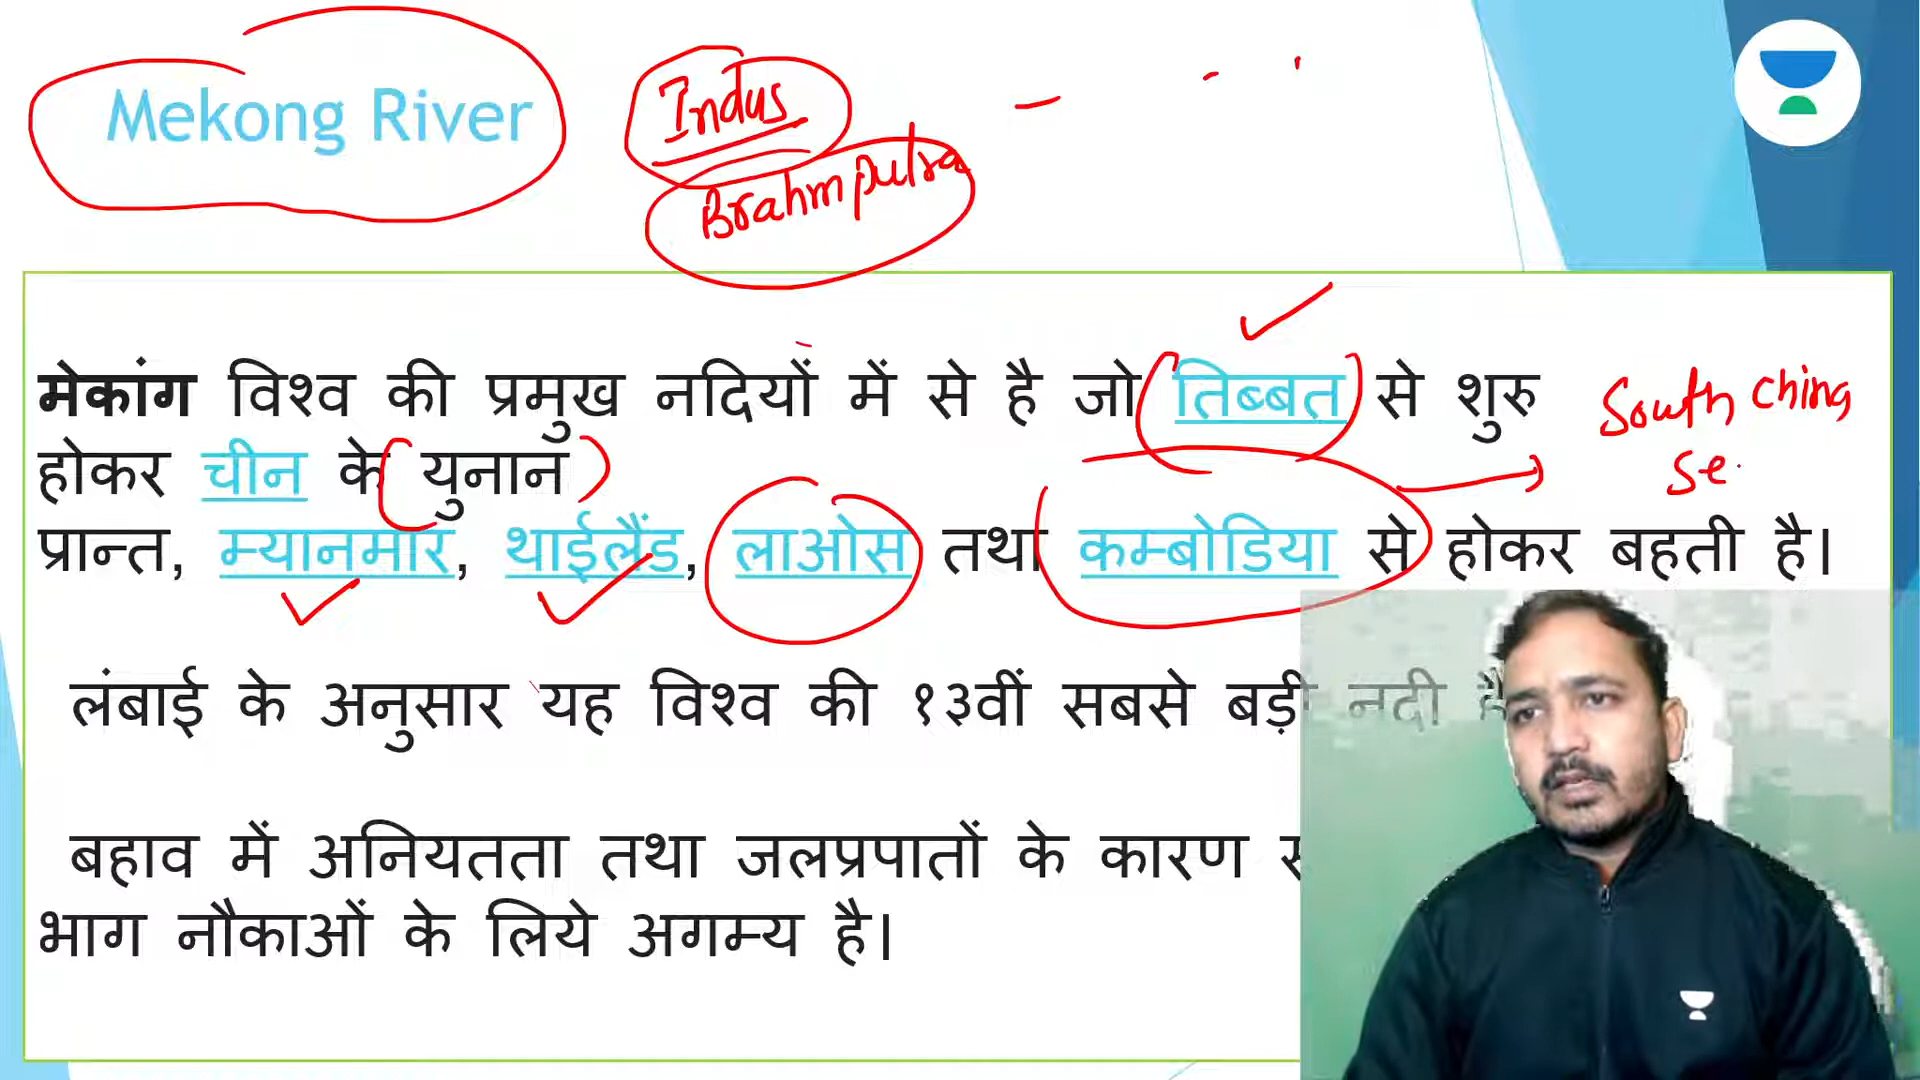 Mekong River
Indus
Brahmputra
मेकांग विश्व की प्रमुख नदियों में से है जो तिब्बत से शुरु
South China
se
होकर चीन के युनान
प्रान्त, म्यानमार, थाईलैंड, लाओस तथा कम्बोडिया से होकर बहती है।
लंबाई के अनुसार यह विश्व की १३वीं सबसे बड़ी नदी है
बहाव में अनियतता तथा जलप्रपातों के कारण
भाग नौकाओं के लिये अगम्य है।